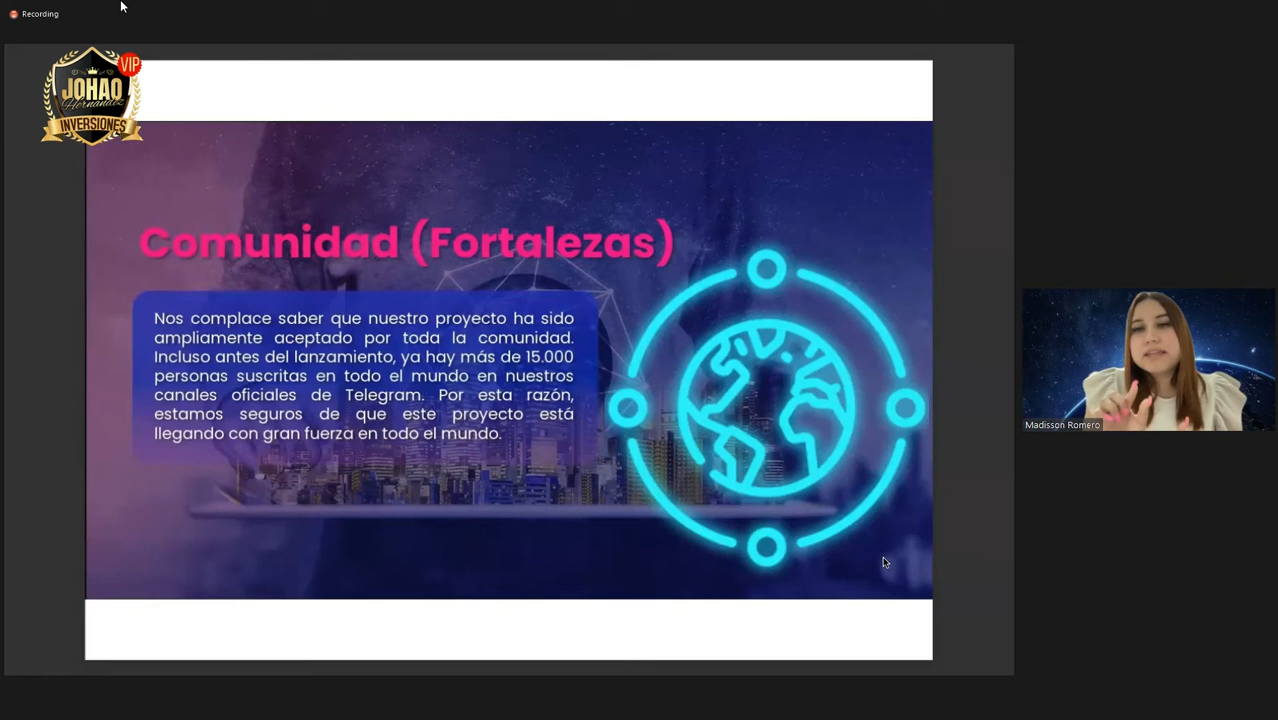 Recording
VIP
JOHAO
Hernandez
INVERSIONES
Comunidad (Fortalezas)
Nos complace saber que nuestro proyecto ha sido
ampliamente aceptado por toda la comunidad.
Incluso antes del lanzamiento, ya hay más de 15.000
personas suscritas en todo el mundo en nuestros
canales oficiales de Telegram. Por esta razón,
estamos seguros de que este proyecto está
llegando con gran fuerza en todo el mundo.
Madisson Romero